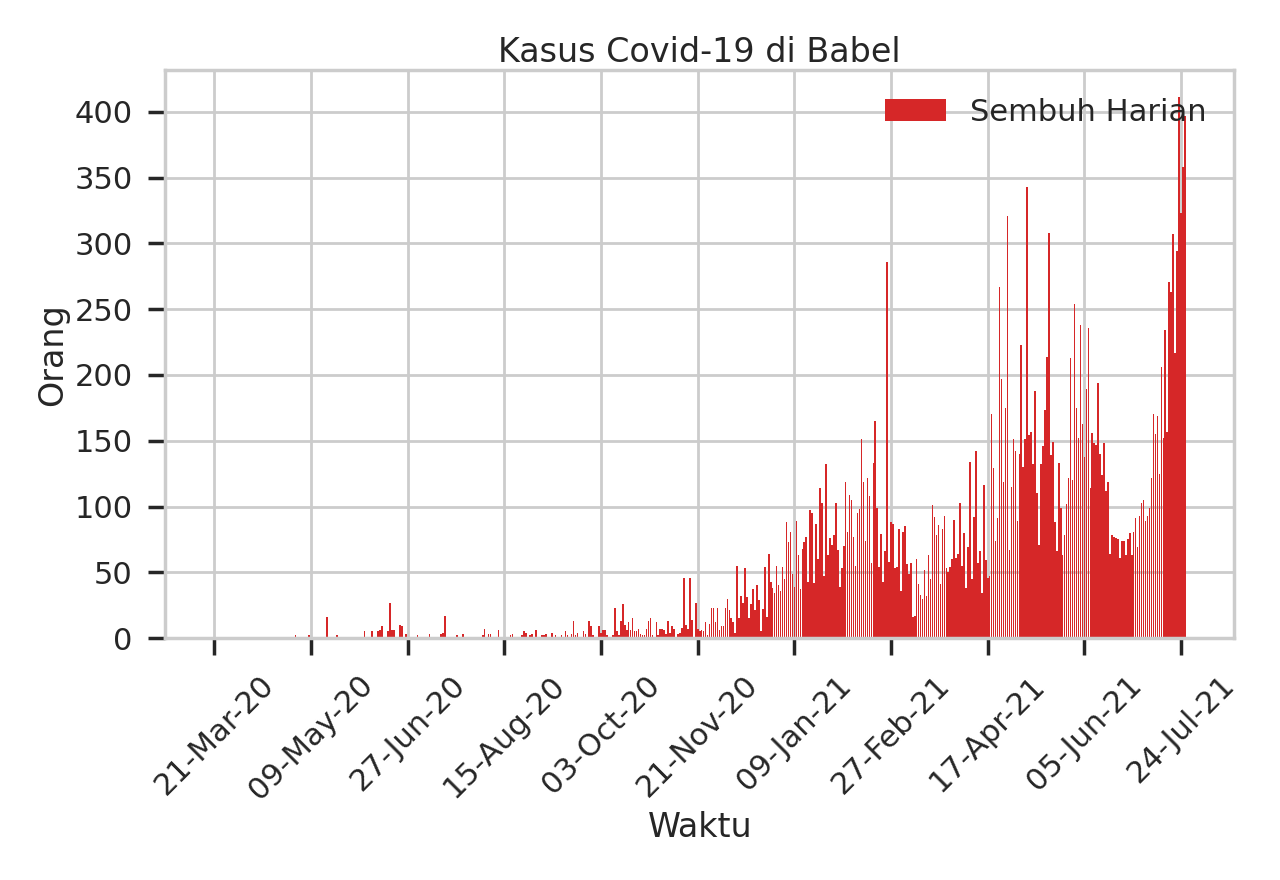 Kasus Covid-19 di Babel
Sembuh Harian
Orang
400
350
300
250
200
150
100
50
0
21-Mar-20
09-May-20
27-Jun-20
15-Aug-20
03-Oct-20
21-Nov-20
09-Jan-21
27-Feb-21
17-Apr-21
05-Jun-21
24-Jul-21
Waktu